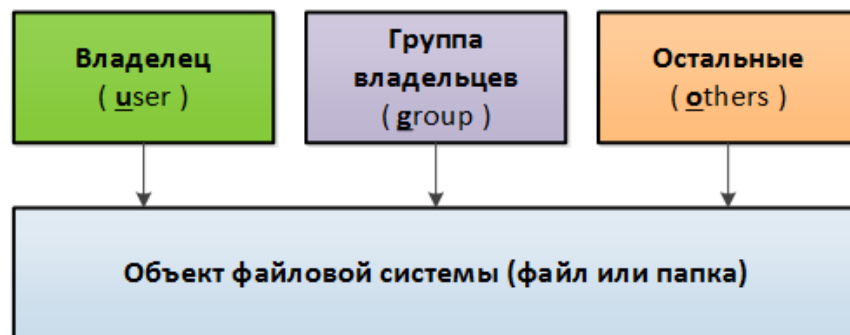 Владелец
( user )
Группа
владельцев
( group )
Остальные
( others )
Объект файловой системы (файл или папка)